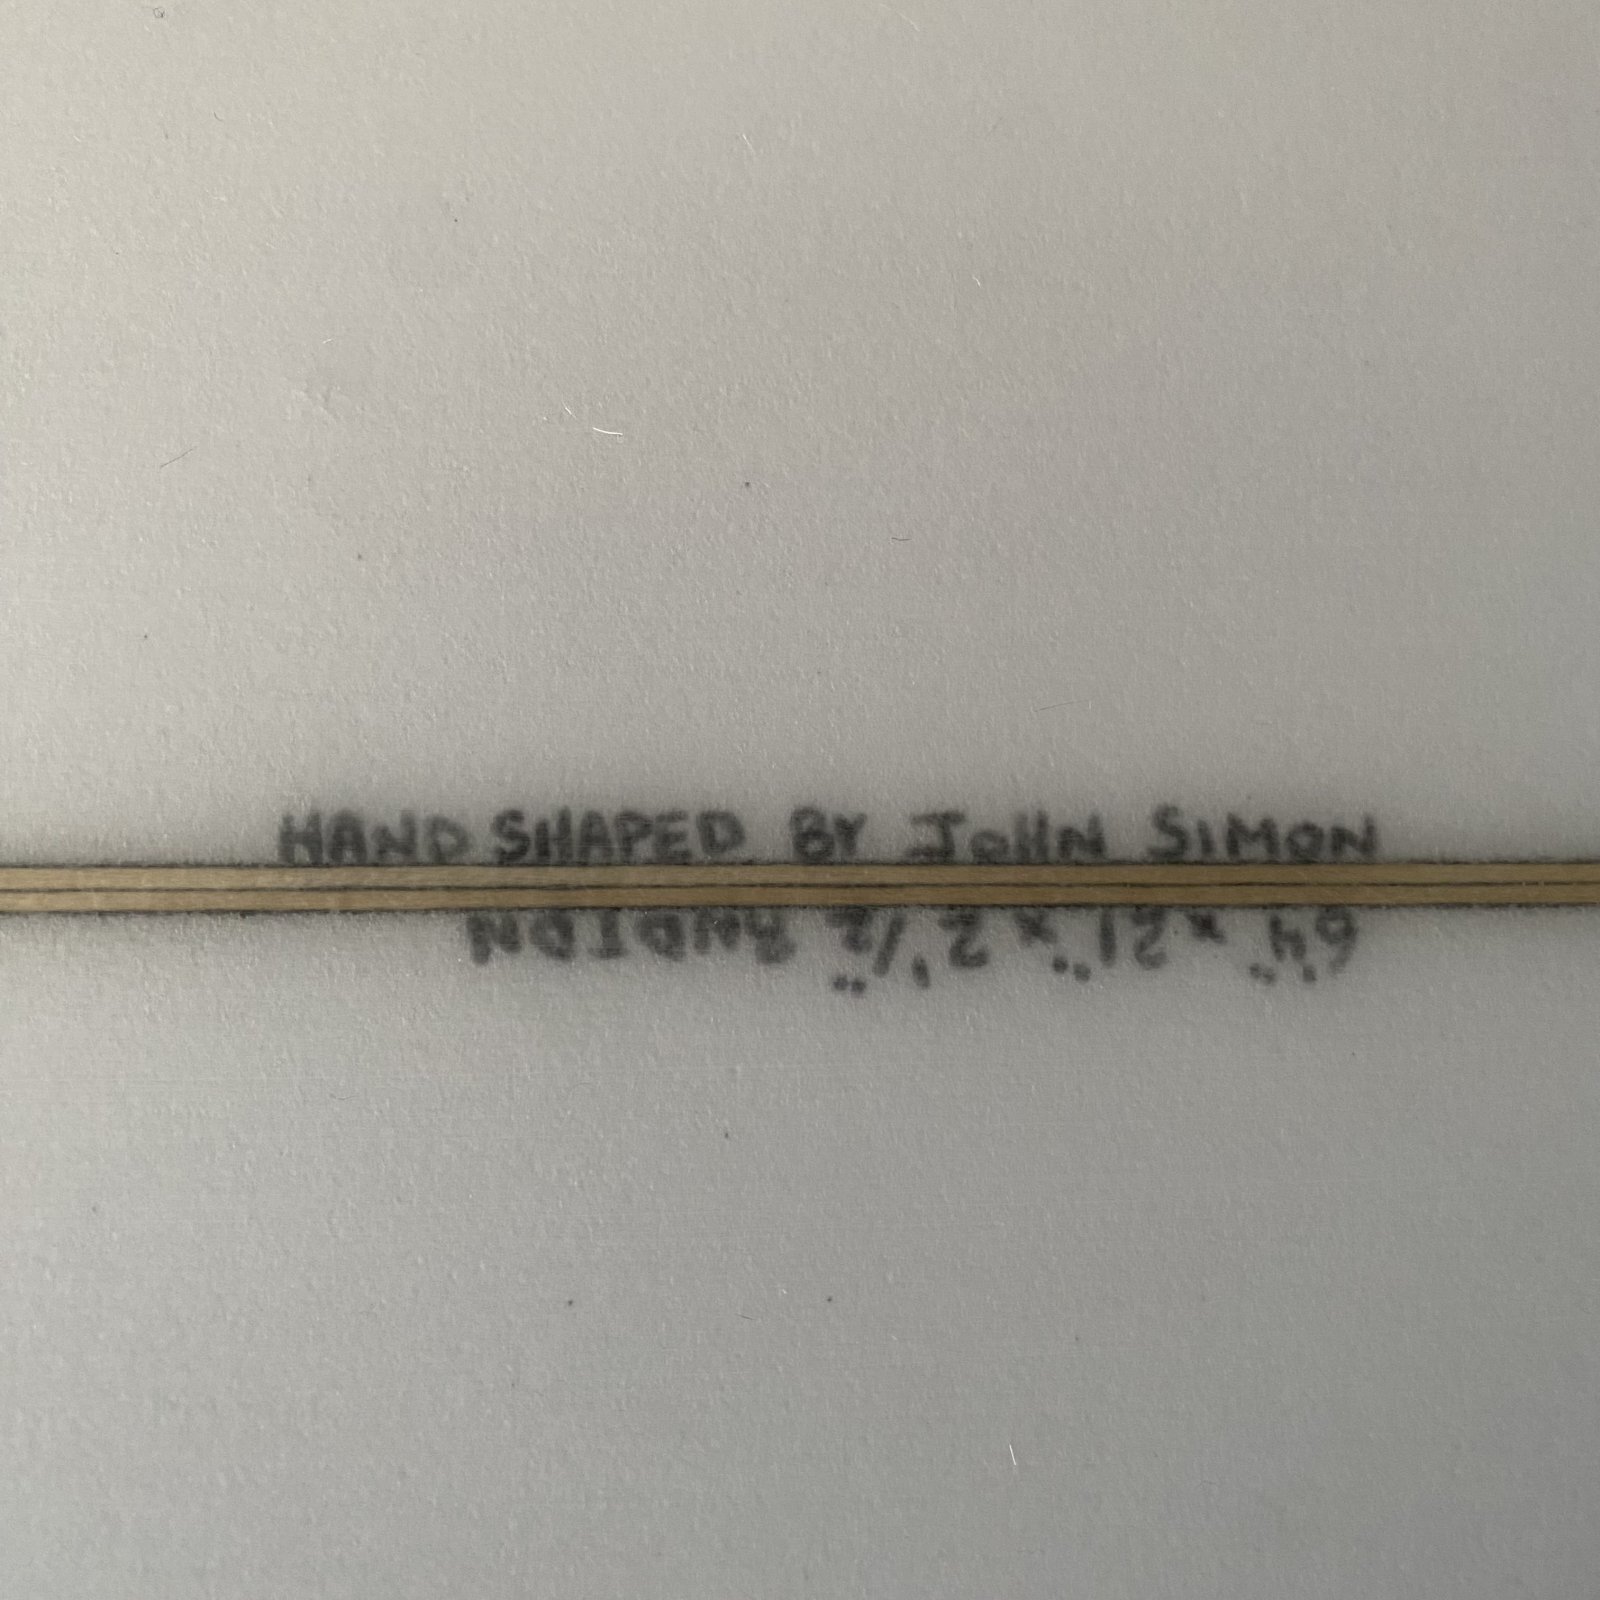 HAND SHAPED BY JOHN SIMON
6'4" x 21" x 2 1/2"